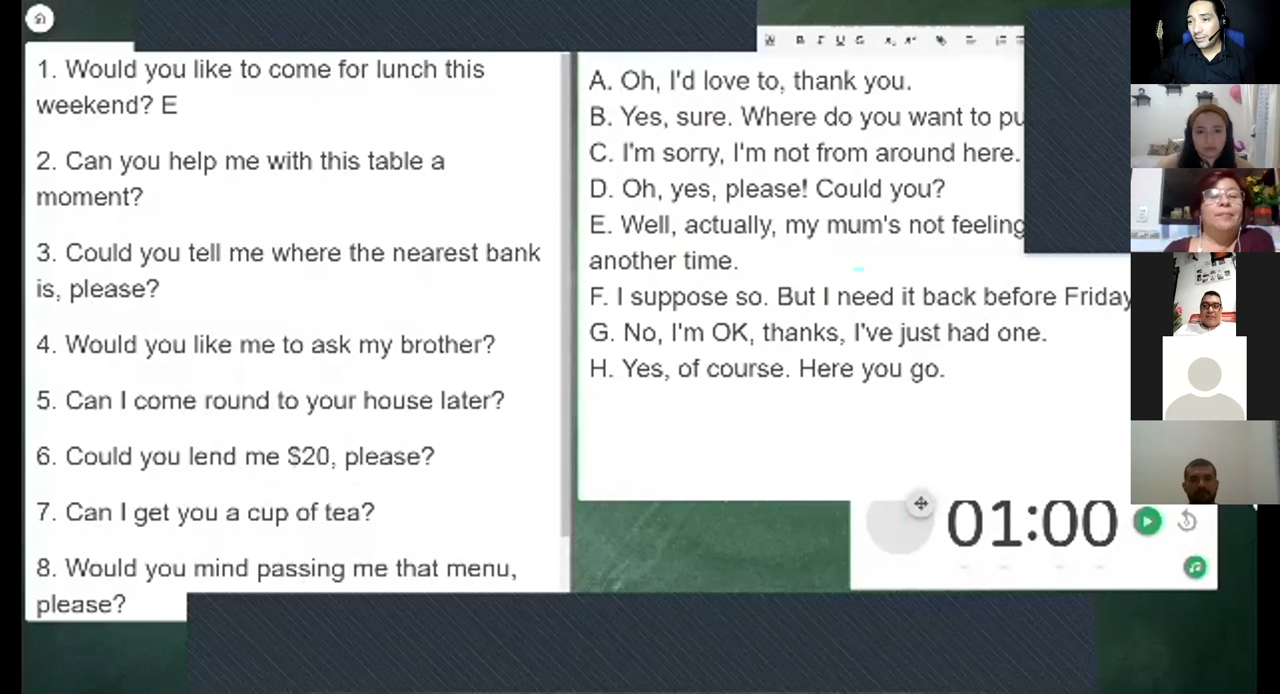 1. Would you like to come for lunch this
weekend? E
2. Can you help me with this table a
moment?
3. Could you tell me where the nearest bank
is, please?
4. Would you like me to ask my brother?
5. Can I come round to your house later?
6. Could you lend me $20, please?
7. Can I get you a cup of tea?
8. Would you mind passing me that menu,
please?
A. Oh, I'd love to, thank you.
B. Yes, sure. Where do you want to pu
C. I'm sorry, I'm not from around here.
D. Oh, yes, please! Could you?
E. Well, actually, my mum's not feeling
another time.
F. I suppose so. But I need it back before Friday
G. No, I'm OK, thanks, I've just had one.
H. Yes, of course. Here you go.
01:00